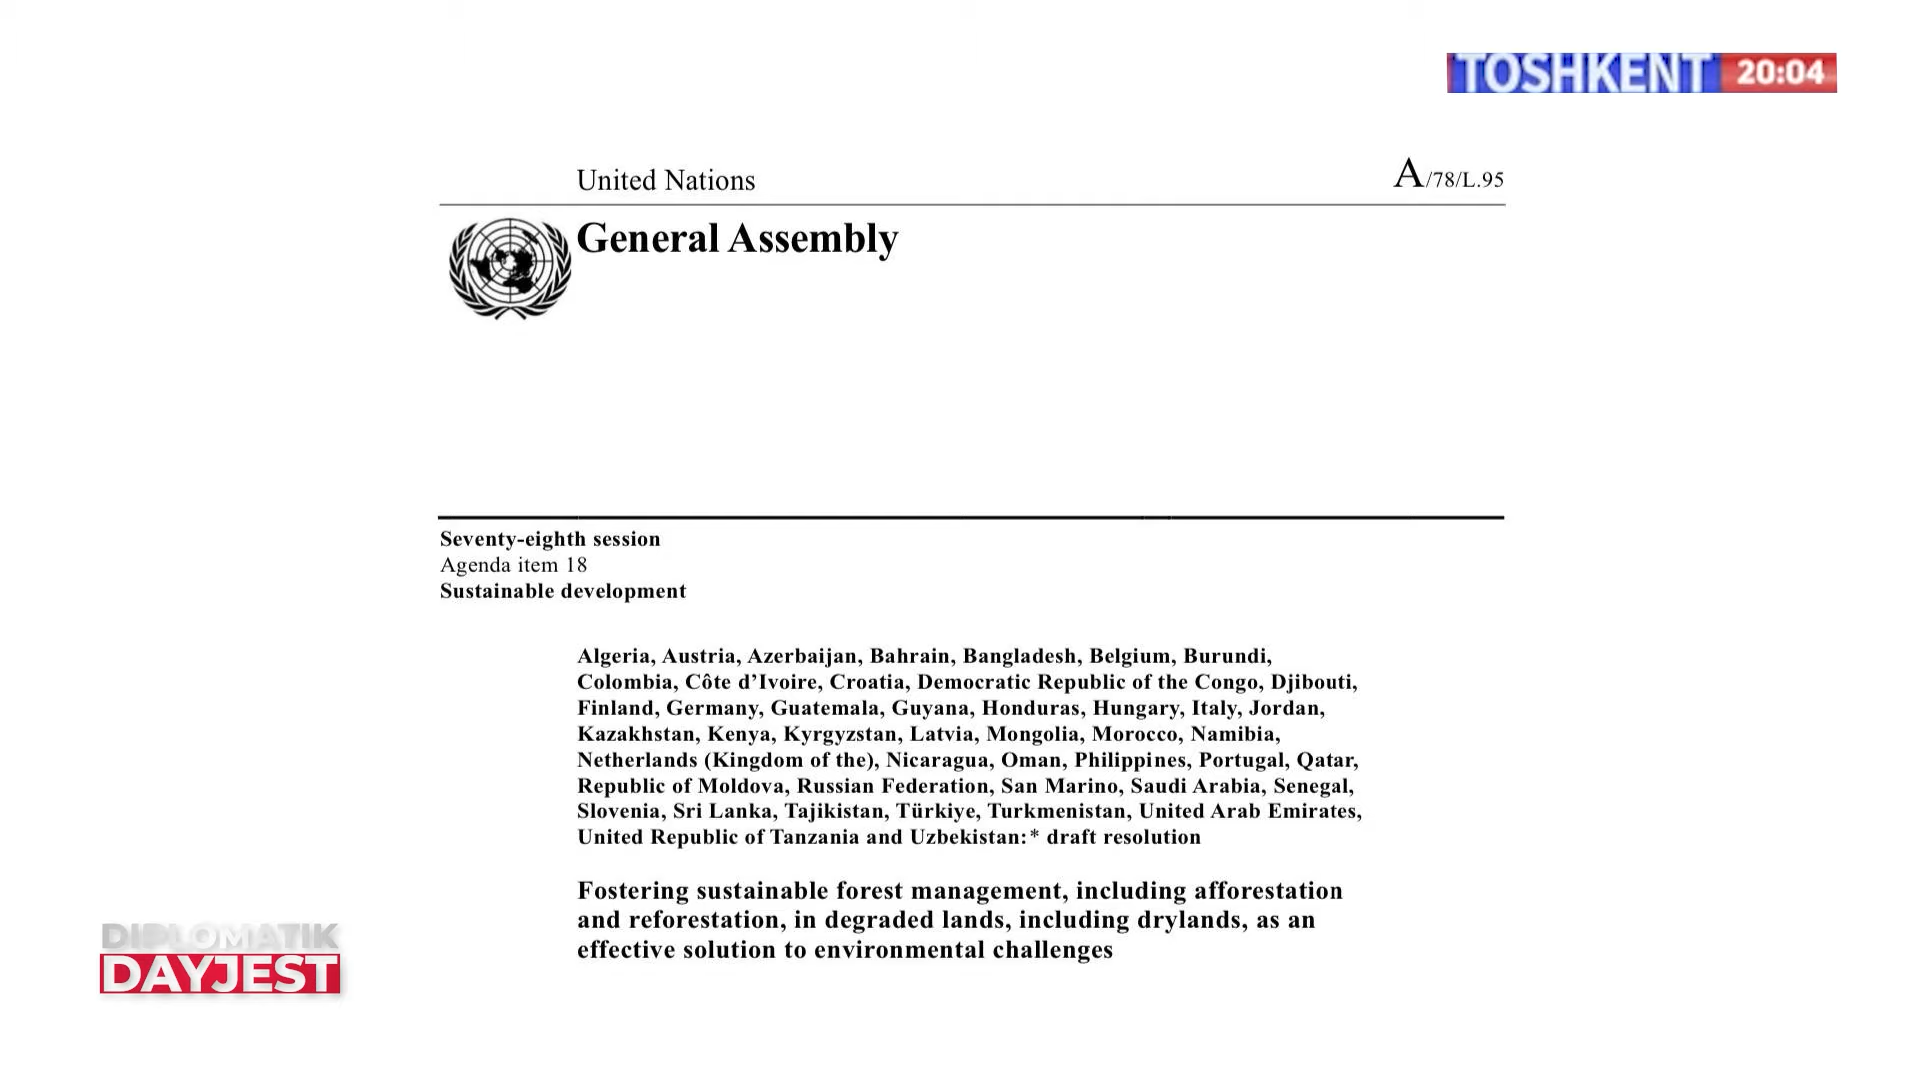 TOSHKENT 20:04
United Nations A/78/L.95
General Assembly
Seventy-eighth session
Agenda item 18
Sustainable development
Algeria, Austria, Azerbaijan, Bahrain, Bangladesh, Belgium, Burundi,
Colombia, Côte d’Ivoire, Croatia, Democratic Republic of the Congo, Djibouti,
Finland, Germany, Guatemala, Guyana, Honduras, Hungary, Italy, Jordan,
Kazakhstan, Kenya, Kyrgyzstan, Latvia, Mongolia, Morocco, Namibia,
Netherlands (Kingdom of the), Nicaragua, Oman, Philippines, Portugal, Qatar,
Republic of Moldova, Russian Federation, San Marino, Saudi Arabia, Senegal,
Slovenia, Sri Lanka, Tajikistan, Türkiye, Turkmenistan, United Arab Emirates,
United Republic of Tanzania and Uzbekistan:* draft resolution
Fostering sustainable forest management, including afforestation
and reforestation, in degraded lands, including drylands, as an
effective solution to environmental challenges
DIPLOMATIK
DAYJEST